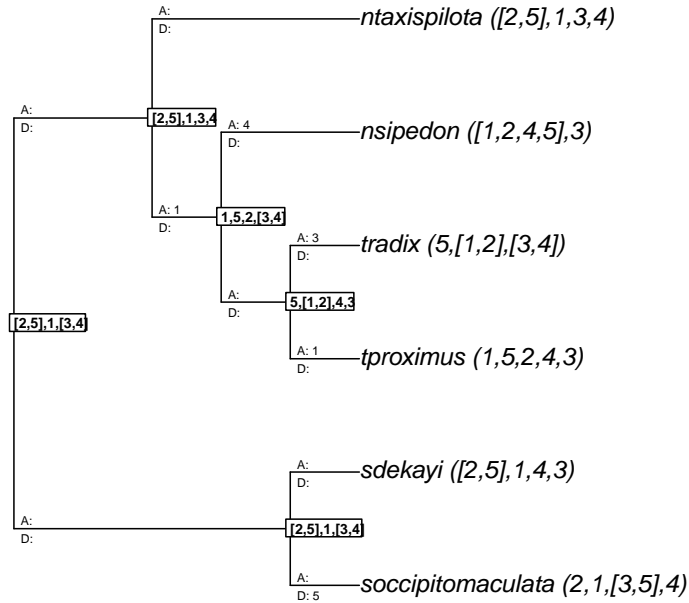 ntaxispilota ([2,5],1,3,4)
A:
D:
A:
D:
[2,5],1,3,4
A: 4
D:
nsipedon ([1,2,4,5],3)
A: 1
D:
1,5,2,[3,4]
A: 3
D:
tradix (5,[1,2],[3,4])
A:
D:
5,[1,2],4,3
[2,5],1,[3,4]
A: 1
D:
tproximus (1,5,2,4,3)
A:
D:
sdekayi ([2,5],1,4,3)
A:
D:
[2,5],1,[3,4]
A:
D: 5
soccipitomaculata (2,1,[3,5],4)